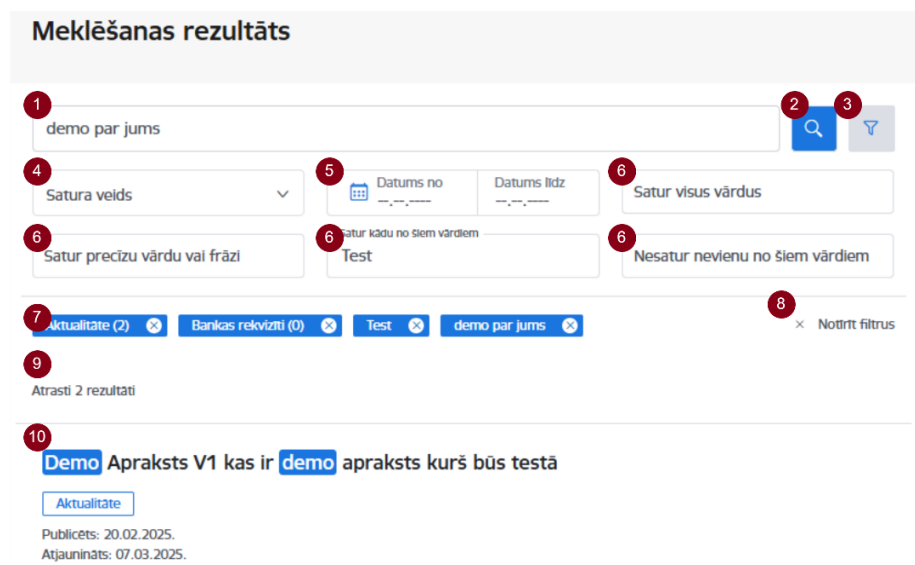 Meklēšanas rezultāts
1 2 3
demo par jums
4 5 6
Satura veids Datums no Datums līdz Satur visus vārdus
--.--.---- --.--.----
6 6 Satur kādu no šiem vārdiem 6
Satur precīzu vārdu vai frāzi Test Nesatur nevienu no šiem vārdiem
7 8
Aktualitāte (2) Bankas rekvizīti (0) Test demo par jums Notīrīt filtrus
9
Atrasti 2 rezultāti
10
Demo Apraksts V1 kas ir demo apraksts kurš būs testā
Aktualitāte
Publicēts: 20.02.2025.
Atjaunināts: 07.03.2025.